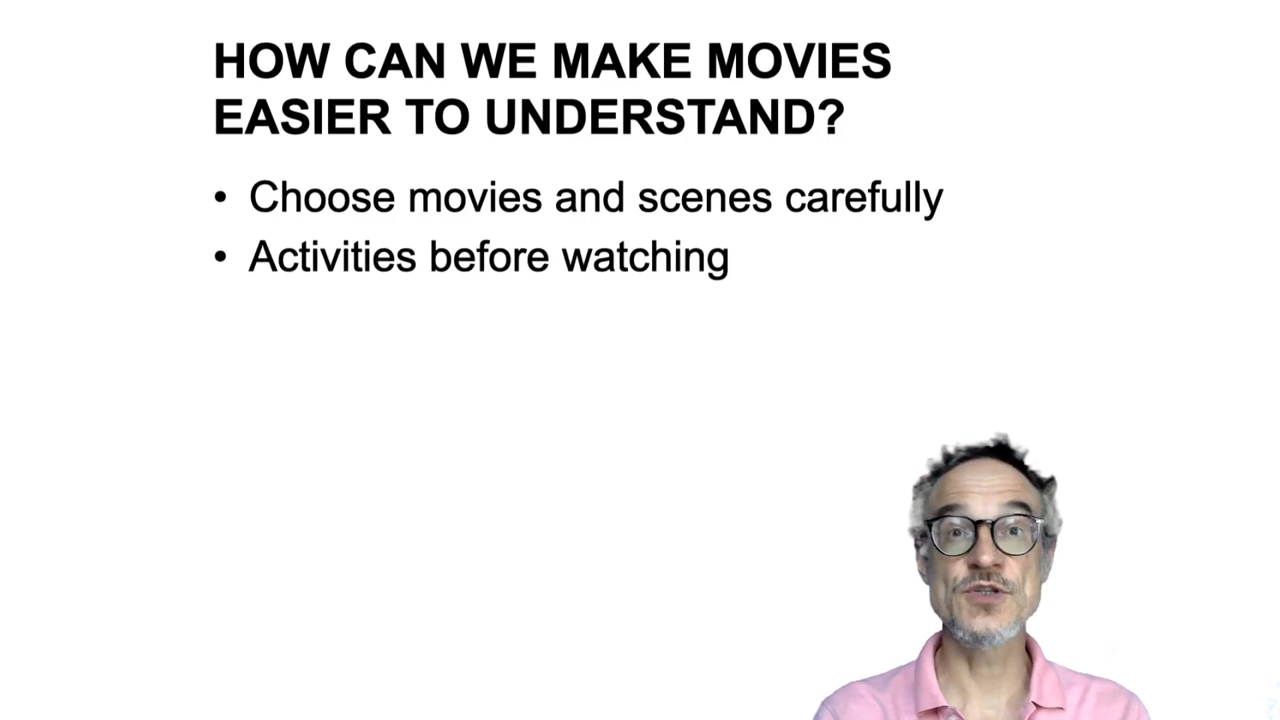 HOW CAN WE MAKE MOVIES
EASIER TO UNDERSTAND?
• Choose movies and scenes carefully
• Activities before watching